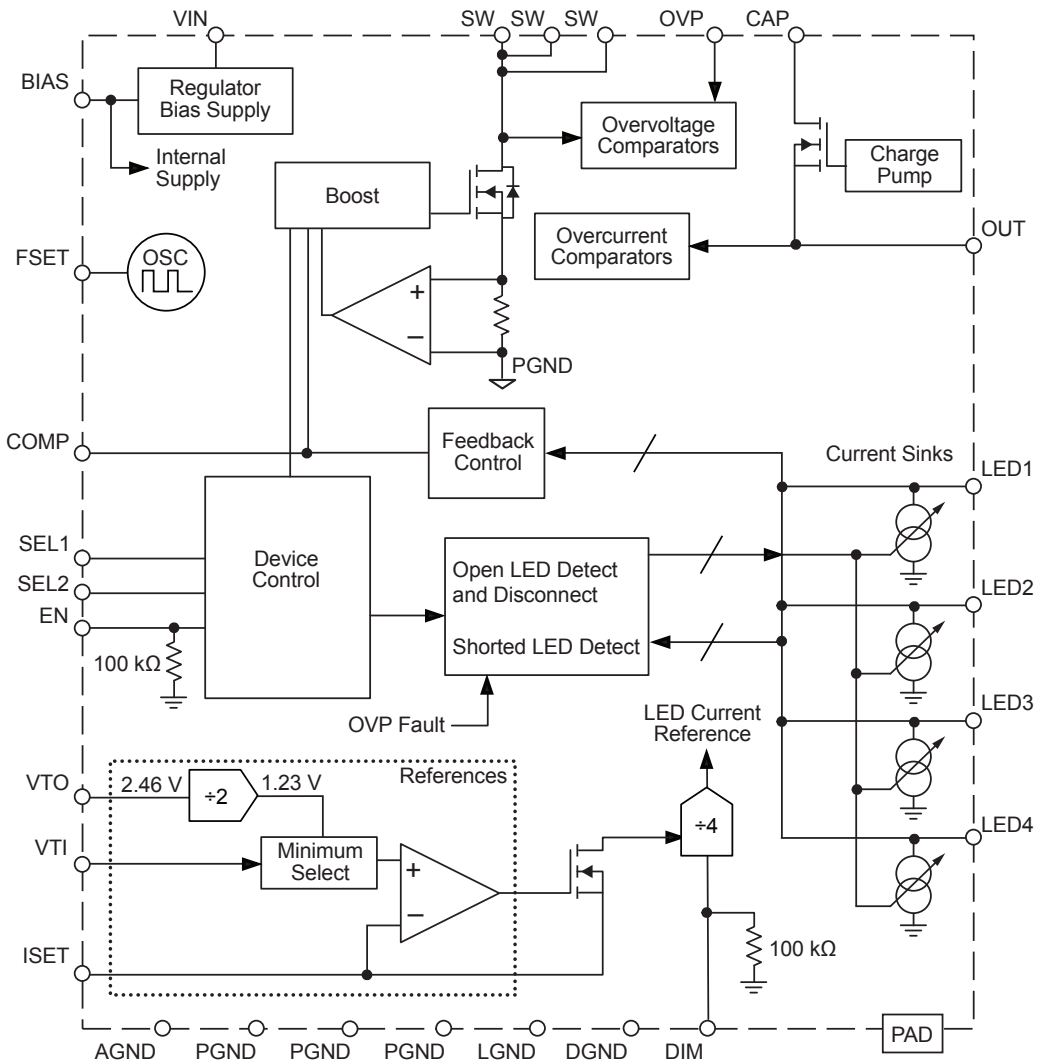 VIN
SW
SW
SW
OVP
CAP
BIAS
Regulator
Bias Supply
Internal
Supply
Boost
Overvoltage
Comparators
Charge
Pump
Overcurrent
Comparators
OUT
FSET
OSC
+
−
PGND
COMP
Feedback
Control
Current Sinks
LED1
SEL1
SEL2
EN
100 kΩ
Device
Control
Open LED Detect
and Disconnect
Shorted LED Detect
LED2
OVP Fault
LED Current
Reference
LED3
References
VTO
2.46 V
÷2
1.23 V
÷4
LED4
VTI
Minimum
Select
+
−
100 kΩ
ISET
PAD
AGND
PGND
PGND
PGND
LGND
DGND
DIM